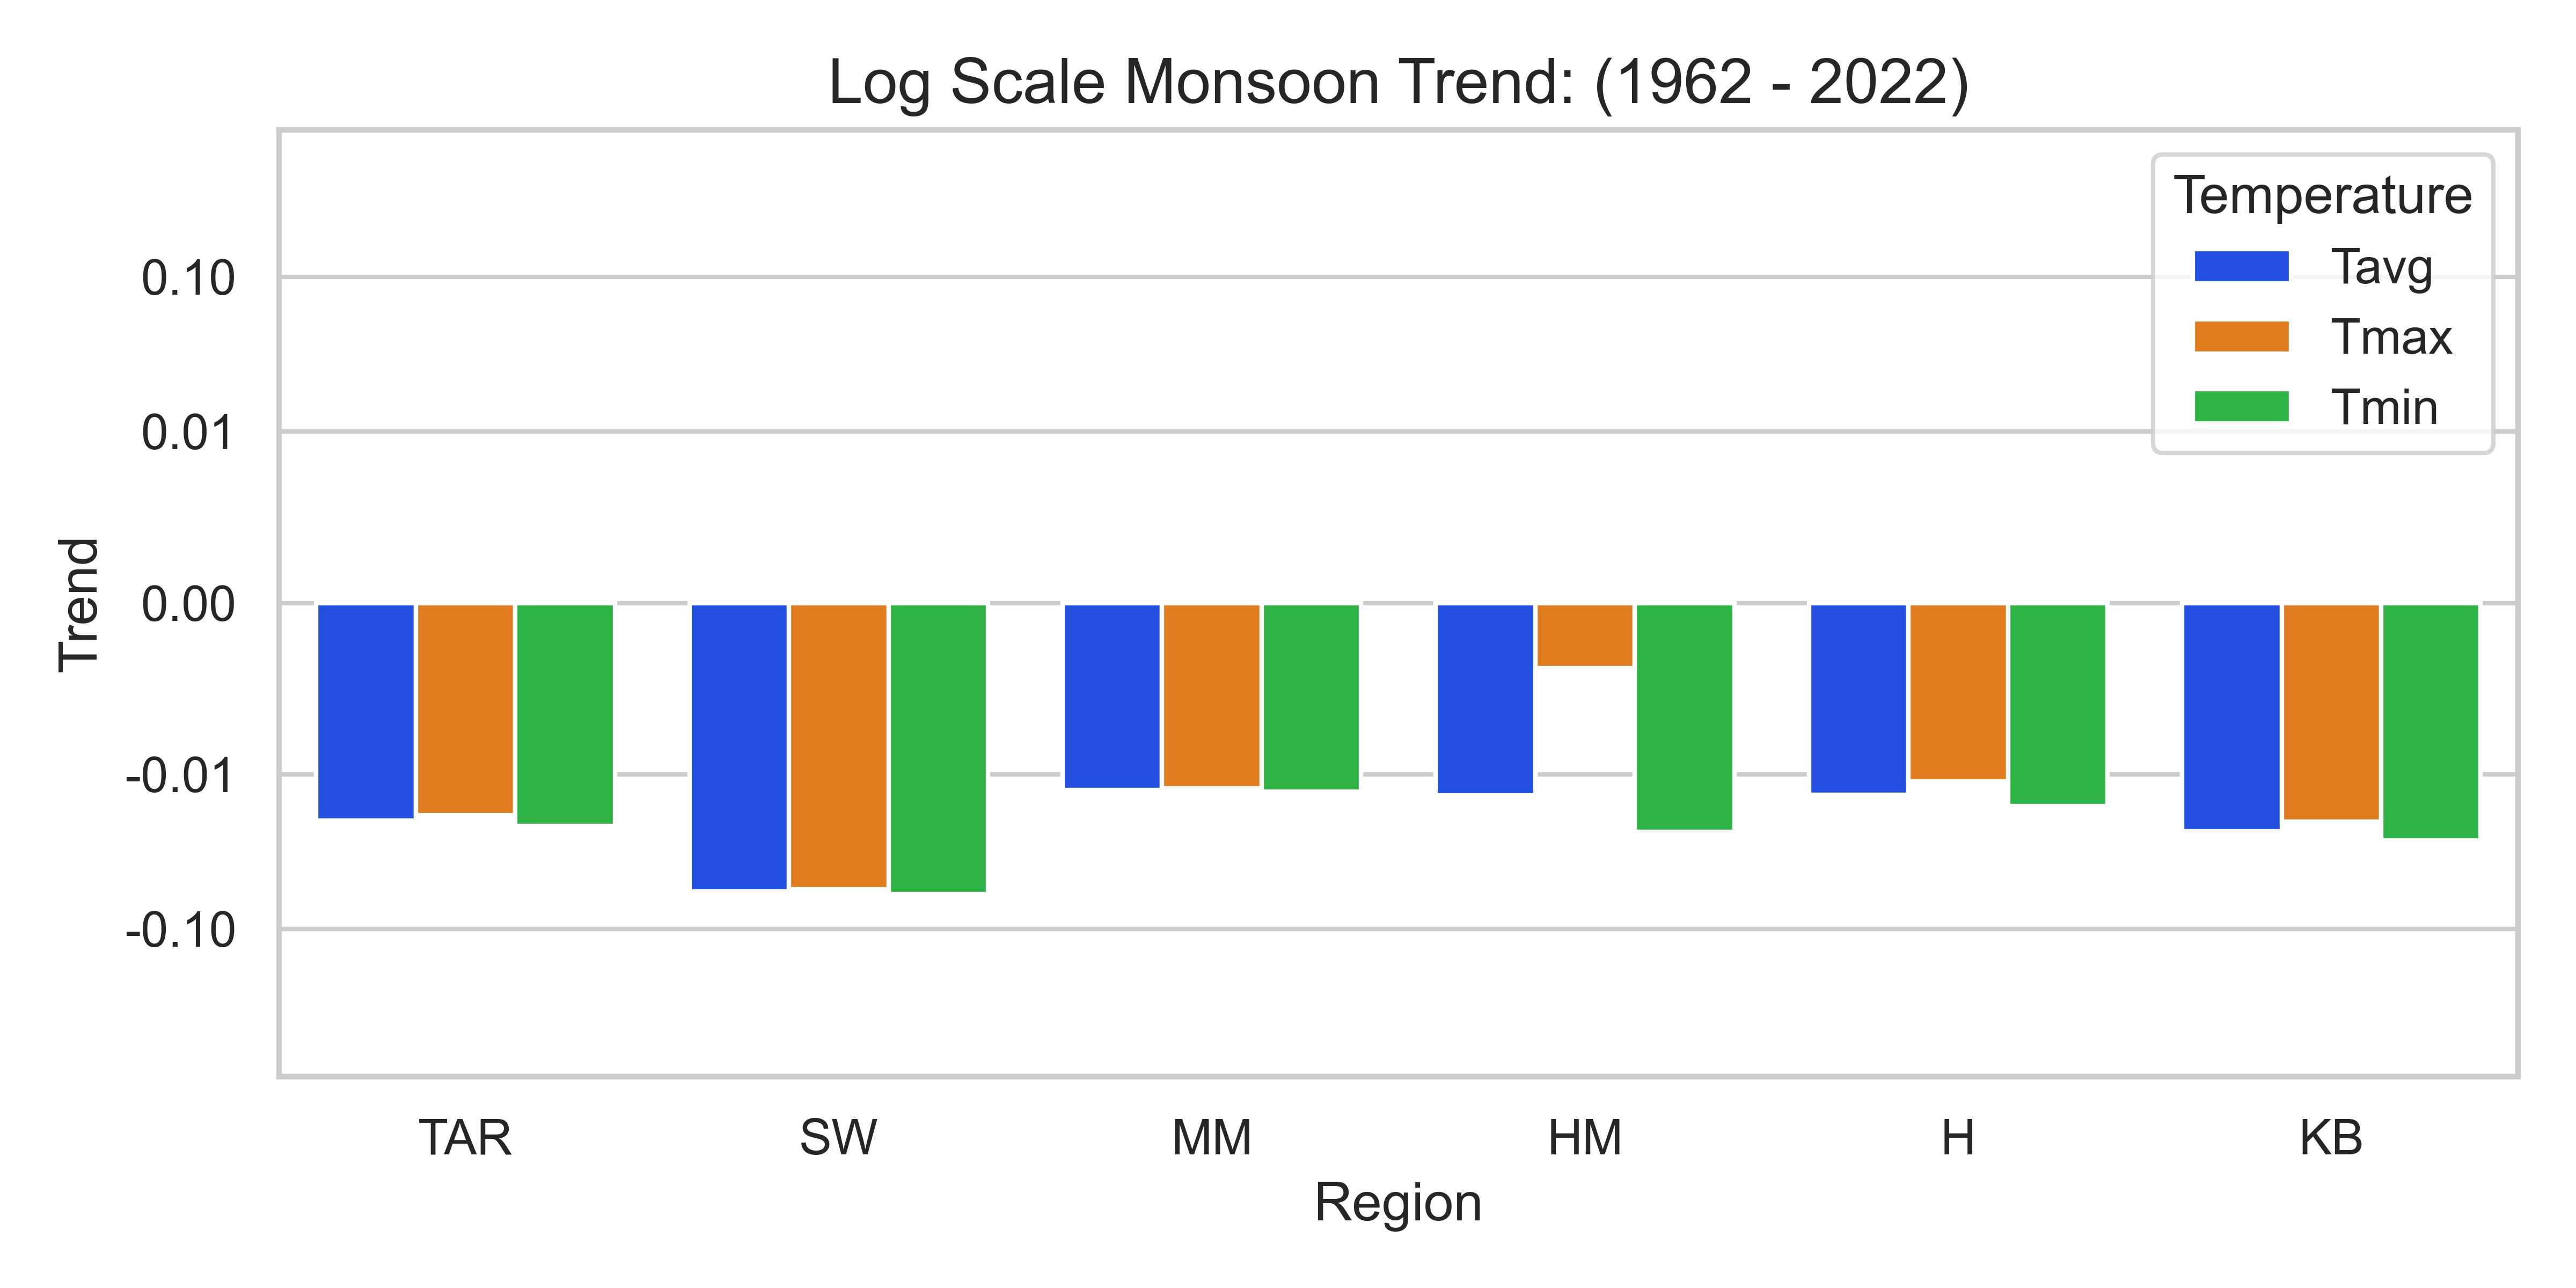 Log Scale Monsoon Trend: (1962 - 2022)
Temperature
Tavg
Tmax
Tmin
0.10
0.01
0.00
-0.01
-0.10
Trend
TAR SW MM HM H KB
Region